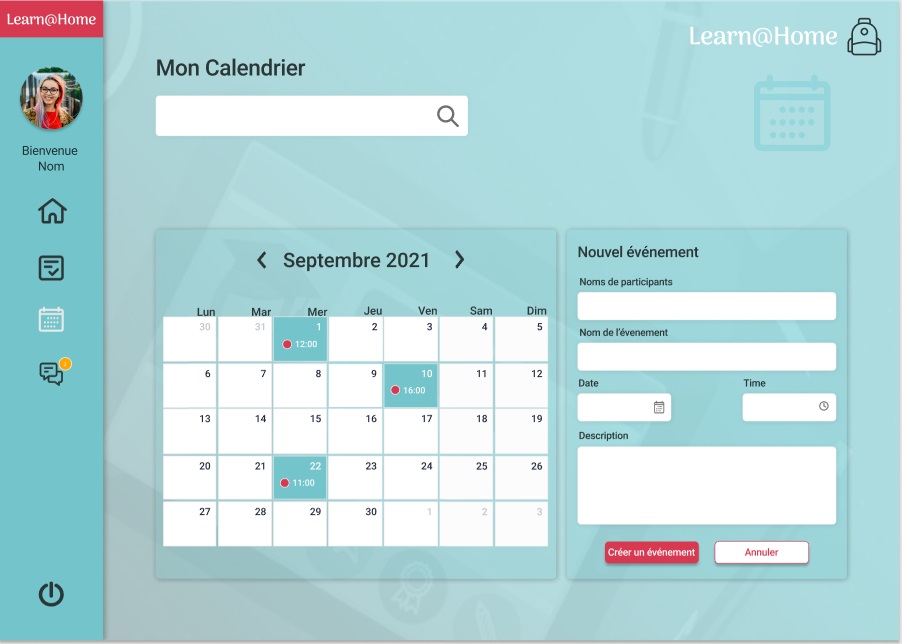 Learn@Home
Learn@Home
Mon Calendrier
Bienvenue
Nom
Septembre 2021
Lun Mar Mer Jeu Ven Sam Dim
30 31 1 2 3 4 5
12:00
6 7 8 9 10 11 12
16:00
13 14 15 16 17 18 19
20 21 22 23 24 25 26
11:00
27 28 29 30 1 2 3
Nouvel événement
Noms de participants
Nom de l'évenement
Date Time
Description
Créer un événement Annuler